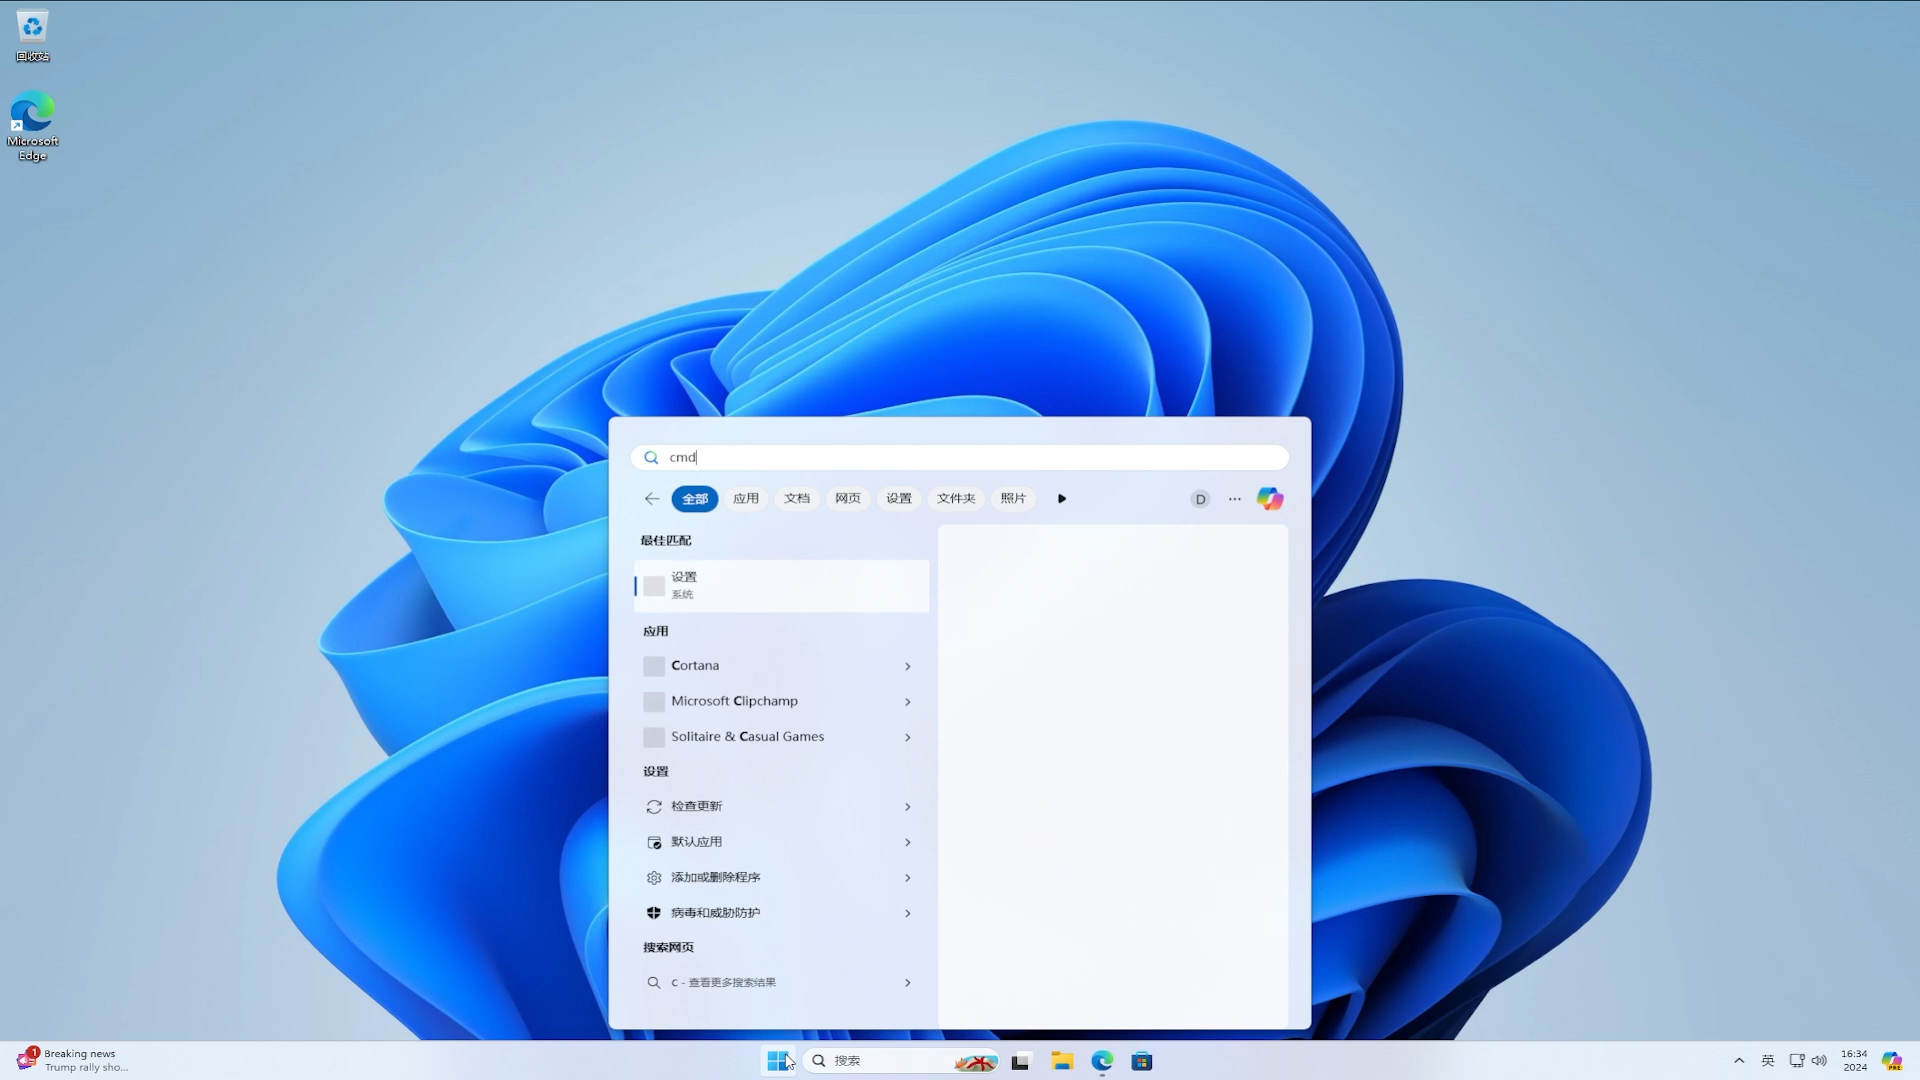 回收站
Microsoft
Edge
cmd
全部 应用 文档 网页 设置 文件夹 照片 D
最佳匹配
设置
系统
应用
Cortana
Microsoft Clipchamp
Solitaire & Casual Games
设置
检查更新
默认应用
添加或删除程序
病毒和威胁防护
搜索网页
c - 查看更多搜索结果
1
Breaking news
Trump rally sho...
搜索
英
16:34
2024
PRE